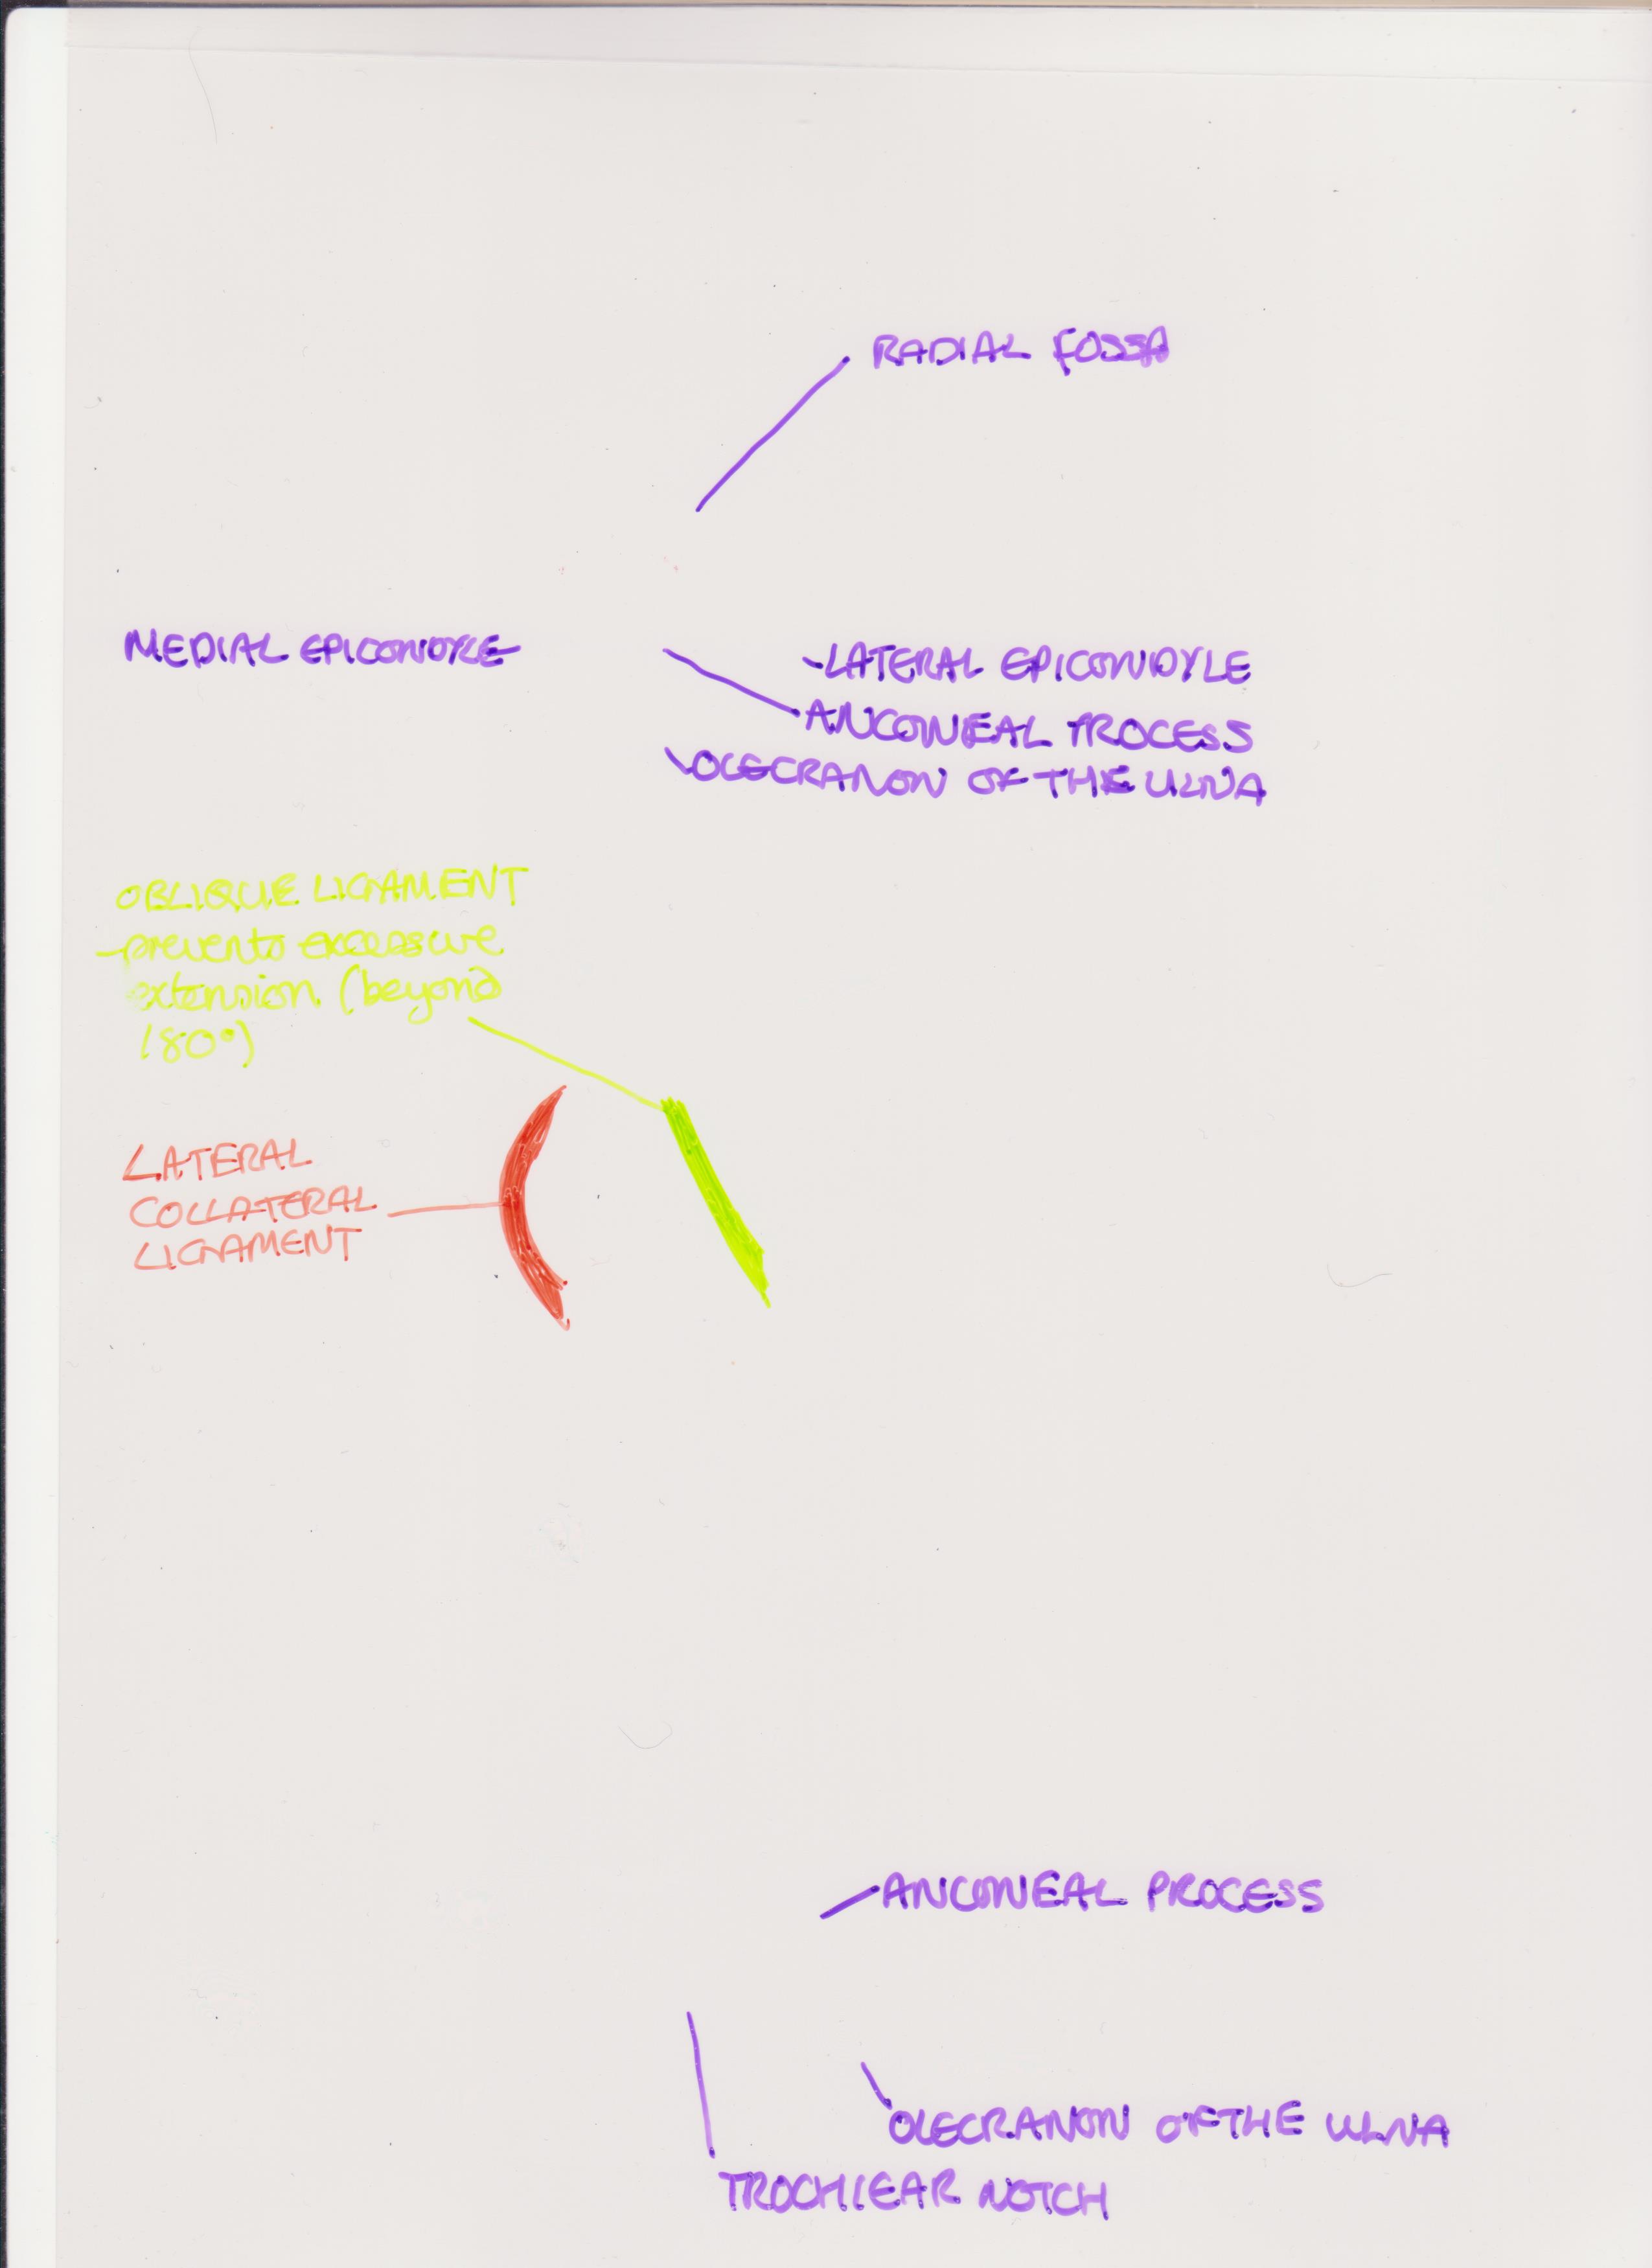 RADIAL FOSSA
MEDIAL EPICONDYLE
LATERAL EPICONDYLE
ANCONEAL PROCESS
OLECRANON OF THE ULNA
OBLIQUE LIGAMENT
- prevents excessive
extension (beyond
180°)
LATERAL
COLLATERAL
LIGAMENT
ANCONEAL PROCESS
OLECRANON OF THE ULNA
TROCHLEAR NOTCH